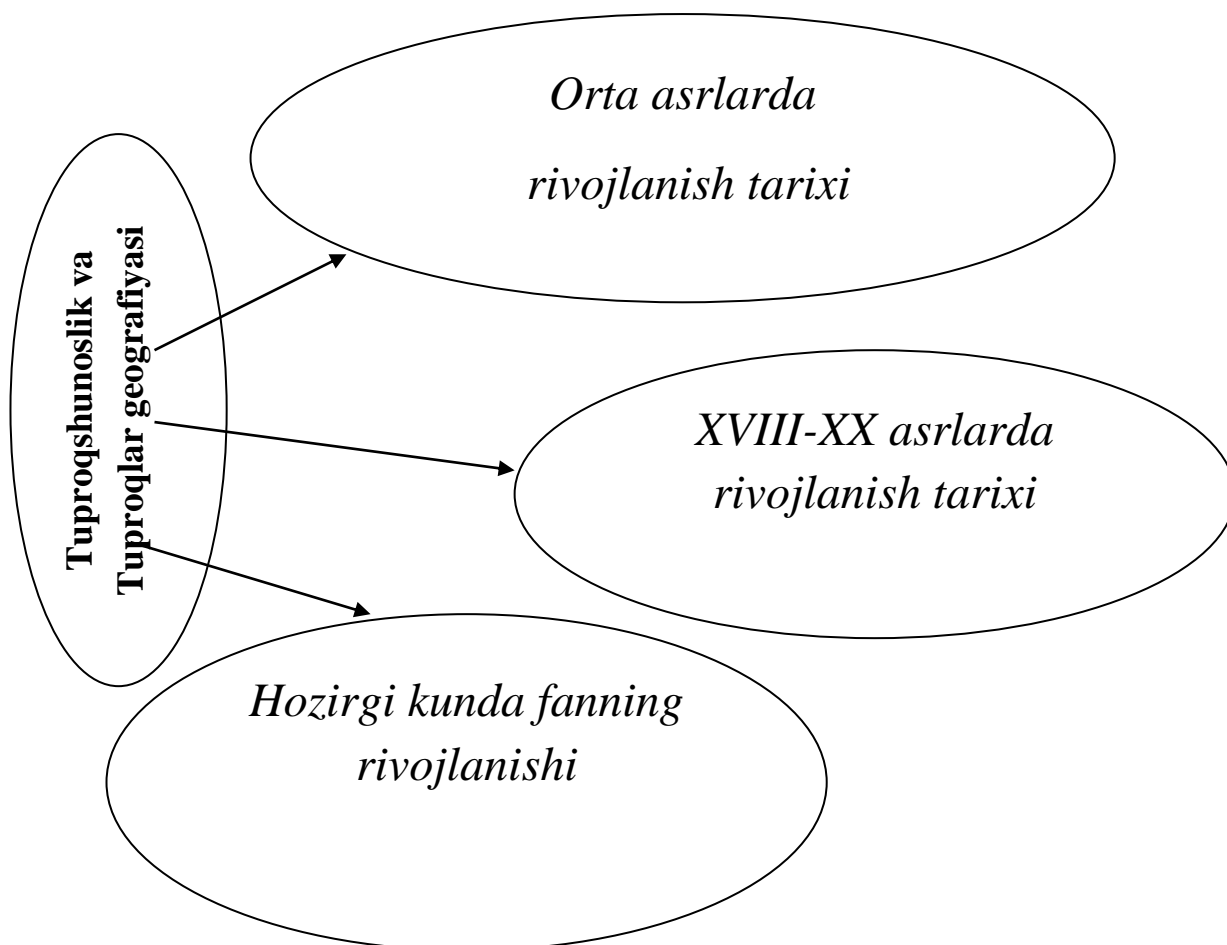 Tuproqshunoslik va
Tuproqlar geografiyasi
Orta asrlarda
rivojlanish tarixi
XVIII-XX asrlarda
rivojlanish tarixi
Hozirgi kunda fanning
rivojlanishi